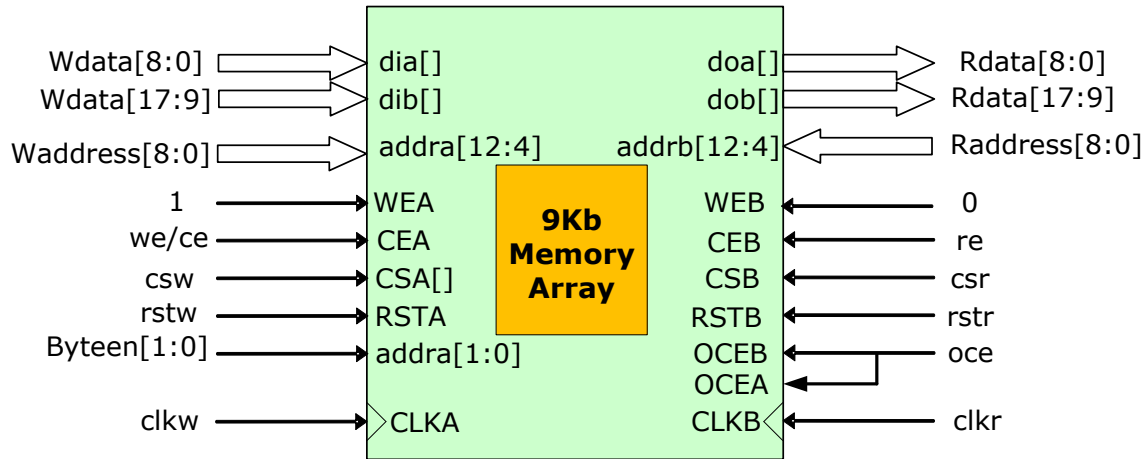 Wdata[8:0] dia[] doa[] Rdata[8:0]
Wdata[17:9] dib[] dob[] Rdata[17:9]
Waddress[8:0] addra[12:4] addrb[12:4] Raddress[8:0]
1 WEA WEB 0
we/ce CEA CEB re
csw CSA[] CSB csr
rstw RSTA RSTB rstr
Byteen[1:0] addra[1:0] OCEB oce
OCEA
clkw CLKA CLKB clkr
9Kb
Memory
Array